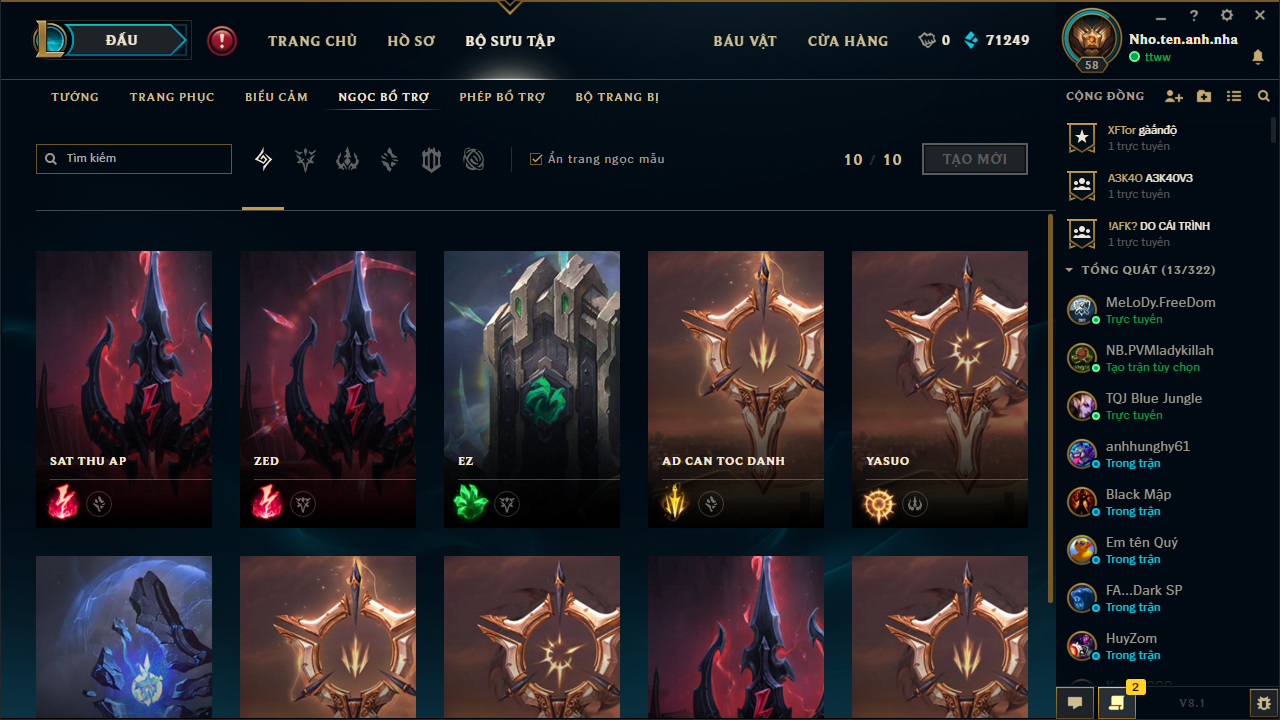 ĐẤU
TRANG CHỦ
HỒ SƠ
BỘ SƯU TẬP
BÁU VẬT
CỬA HÀNG
0
71249
58
Nho.ten.anh.nha
ttww
TƯỚNG
TRANG PHỤC
BIỂU CẢM
NGỌC BỔ TRỢ
PHÉP BỔ TRỢ
BỘ TRANG BỊ
CỘNG ĐỒNG
Tìm kiếm
Ẩn trang ngọc mẫu
10 / 10
TẠO MỚI
XFTor gàấnđộ
1 trực tuyến
A3K4O A3K4OV3
1 trực tuyến
!AFK? DO CÁI TRÌNH
1 trực tuyến
TỔNG QUÁT (13/322)
MeLoDy.FreeDom
Trực tuyến
NB.PVMladykillah
Tạo trận tùy chọn
TQJ Blue Jungle
Trực tuyến
anhhunghy61
Trong trận
Black Mập
Trong trận
Em tên Quý
Trong trận
FA...Dark SP
Trong trận
HuyZom
Trong trận
SAT THU AP
ZED
EZ
AD CAN TOC DANH
YASUO
2
V8.1